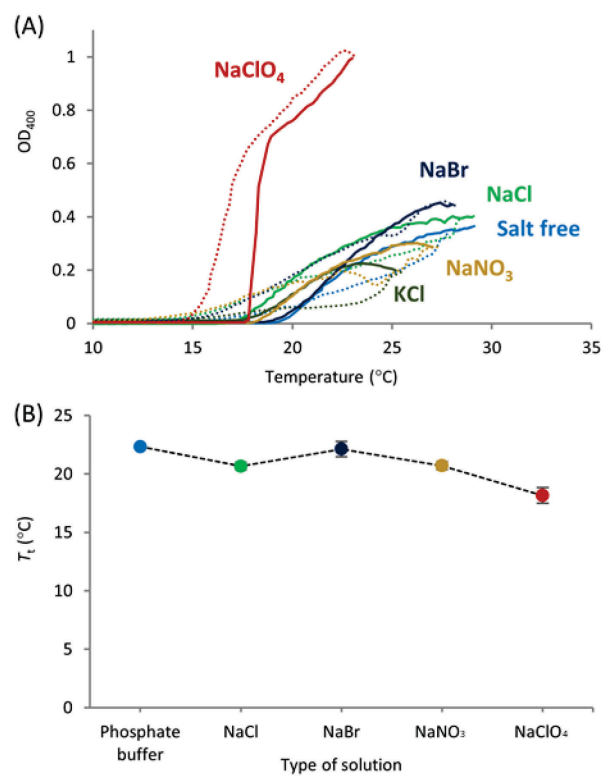 (A)
1
0.8
0.6
0.4
0.2
0
OD₄₀₀
NaClO₄
NaBr
NaCl
Salt free
NaNO₃
KCl
10 15 20 25 30 35
Temperature (°C)
(B)
25
20
15
10
5
0
Tₜ (°C)
Phosphate buffer NaCl NaBr NaNO₃ NaClO₄
Type of solution